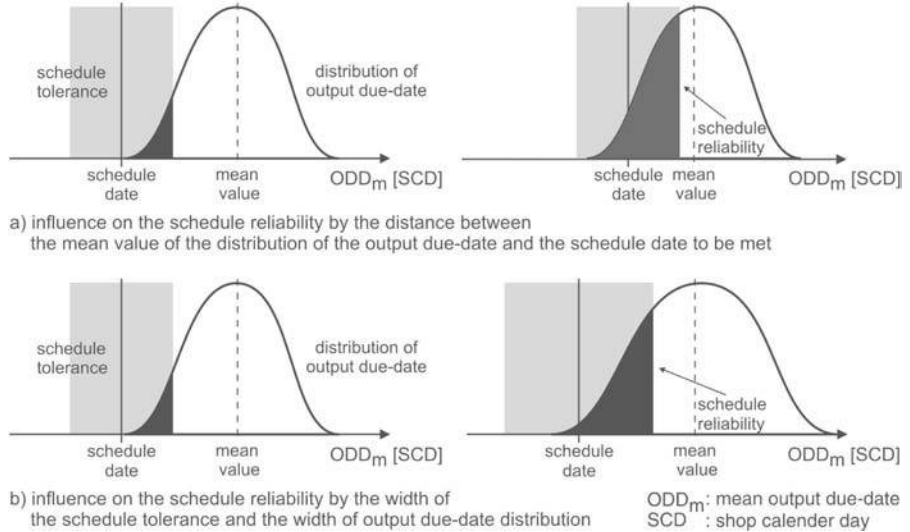 schedule
tolerance
distribution of
output due-date
schedule
date
mean
value
ODDm [SCD]
schedule
reliability
schedule
date
mean
value
ODDm [SCD]
a) influence on the schedule reliability by the distance between
the mean value of the distribution of the output due-date and the schedule date to be met
schedule
tolerance
distribution of
output due-date
schedule
date
mean
value
ODDm [SCD]
schedule
reliability
schedule
date
mean
value
ODDm [SCD]
b) influence on the schedule reliability by the width of
the schedule tolerance and the width of output due-date distribution
ODDm : mean output due-date
SCD : shop calender day